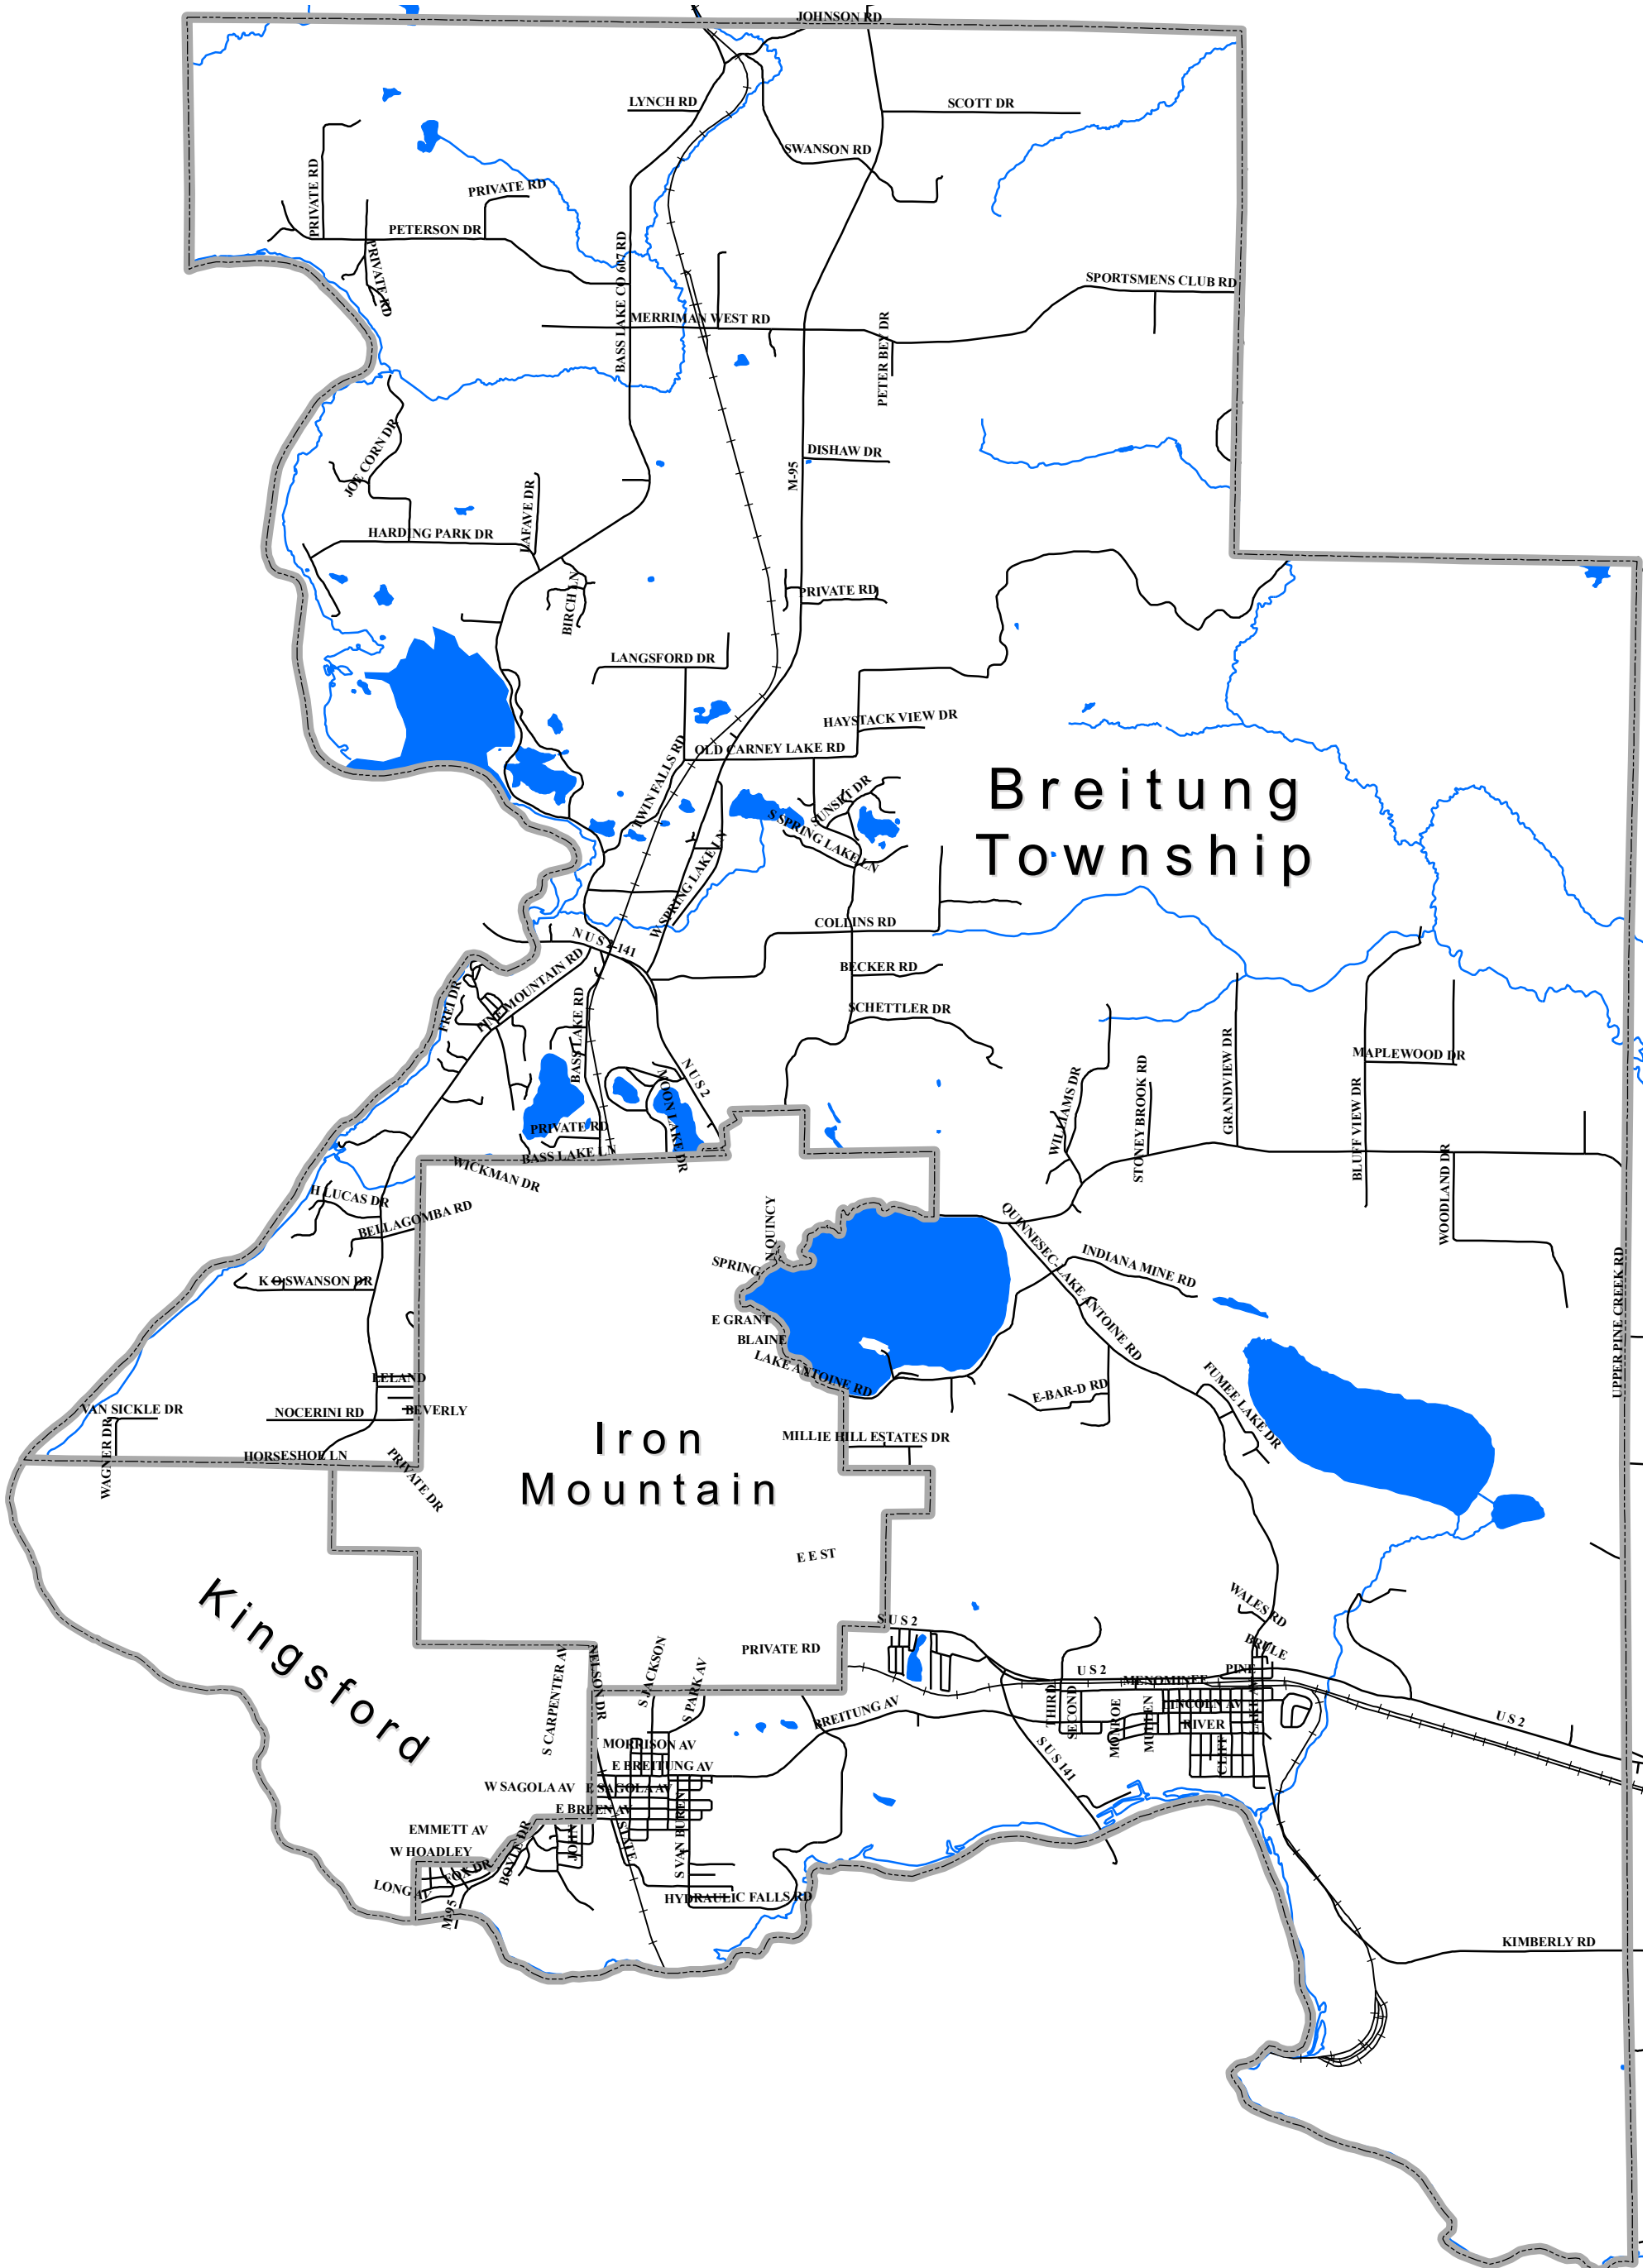 JOHNSON RD
LYNCH RD
SCOTT DR
SWANSON RD
PRIVATE RD
PRIVATE RD
PETERSON DR
PRIVATE RD
BASS LAKE CO 607 RD
SPORTSMENS CLUB RD
MERRIMAN WEST RD
PETER BEY DR
JOE CORN DR
DISHAW DR
M-95
LAFAVE DR
HARDING PARK DR
BIRCH LN
PRIVATE RD
LANGSFORD DR
HAYSTACK VIEW DR
OLD CARNEY LAKE RD
TWIN FALLS RD
SUNSET DR
S SPRING LAKE LN
W SPRING LAKE LN
Breitung
Township
COLLINS RD
N U S 2-141
PINE MOUNTAIN RD
BECKER RD
FREI DR
BASS LAKE RD
SCHETTLER DR
N U S 2
MOON LAKE DR
WILLIAMS DR
STONEY BROOK RD
GRANDVIEW DR
MAPLEWOOD DR
BLUFF VIEW DR
WOODLAND DR
PRIVATE RD
BASS LAKE LN
WICKMAN DR
H LUCAS DR
BELLAGOMBA RD
N QUINCY
SPRING
QUINNESEC-LAKE ANTOINE RD
INDIANA MINE RD
UPPER PINE CREEK RD
K O SWANSON DR
E GRANT
BLAINE
LAKE ANTOINE RD
E-BAR-D RD
FUMEE LAKE DR
LELAND
BEVERLY
VAN SICKLE DR
NOCERINI RD
WAGNER DR
HORSESHOE LN
PRIVATE DR
MILLIE HILL ESTATES DR
Iron
Mountain
E E ST
Kingsford
WALES RD
S U S 2
BRULE
PRIVATE RD
U S 2
MENOMINEE
PINE
S CARPENTER AV
NELSON DR
S JACKSON
S PARK AV
BREITUNG AV
THIRD
SECOND
MONROE
MULLEN
LINCOLN AV
RIVER
CLIFF
U S 2
S U S 141
MORRISON AV
E BREITUNG AV
W SAGOLA AV
E SAGOLA AV
E BREEN AV
EMMETT AV
W HOADLEY
FOX DR
BOYLE DR
JOHN
STATE
S VAN BUREN
LONG AV
M-95
HYDRAULIC FALLS RD
KIMBERLY RD